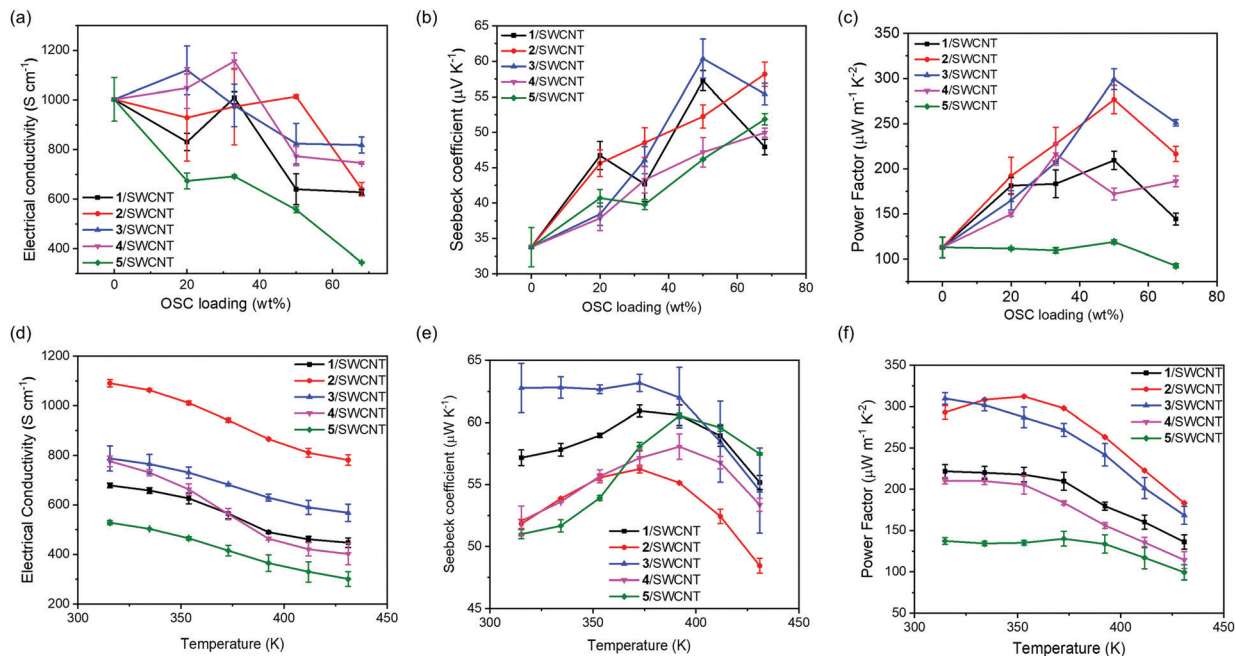 (a)
Electrical conductivity (S cm⁻¹)
1200
1000
800
600
400
1/SWCNT
2/SWCNT
3/SWCNT
4/SWCNT
5/SWCNT
0 20 40 60
OSC loading (wt%)
(b)
Seebeck coefficient (μV K⁻¹)
65
60
55
50
45
40
35
30
1/SWCNT
2/SWCNT
3/SWCNT
4/SWCNT
5/SWCNT
0 20 40 60 80
OSC loading (wt%)
(c)
Power Factor (μW m⁻¹ K⁻²)
350
300
250
200
150
100
1/SWCNT
2/SWCNT
3/SWCNT
4/SWCNT
5/SWCNT
0 20 40 60 80
OSC loading (wt%)
(d)
Electrical Conductivity (S cm⁻¹)
1200
1000
800
600
400
200
1/SWCNT
2/SWCNT
3/SWCNT
4/SWCNT
5/SWCNT
300 350 400 450
Temperature (K)
(e)
Seebeck coefficient (μW K⁻¹)
65
60
55
50
45
1/SWCNT
2/SWCNT
3/SWCNT
4/SWCNT
5/SWCNT
300 350 400 450
Temperature (K)
(f)
Power Factor (μW m⁻¹ K⁻²)
350
300
250
200
150
100
50
1/SWCNT
2/SWCNT
3/SWCNT
4/SWCNT
5/SWCNT
300 350 400 450
Temperature (K)